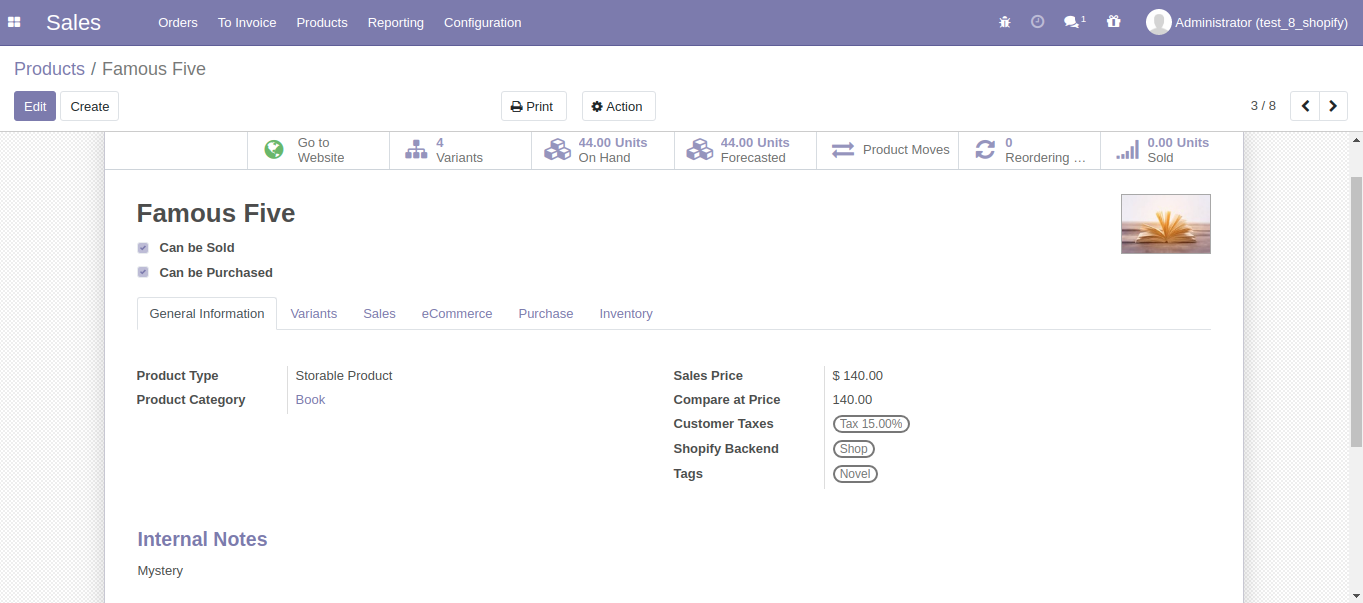 Sales Orders To Invoice Products Reporting Configuration 1 Administrator (test_8_shopify)
Products / Famous Five
Edit Create Print Action 3 / 8
Go to Website 4 Variants 44.00 Units On Hand 44.00 Units Forecasted Product Moves 0 Reordering ... 0.00 Units Sold
Famous Five
Can be Sold
Can be Purchased
General Information Variants Sales eCommerce Purchase Inventory
Product Type Storable Product Sales Price $ 140.00
Product Category Book Compare at Price 140.00
Customer Taxes Tax 15.00%
Shopify Backend Shop
Tags Novel
Internal Notes
Mystery